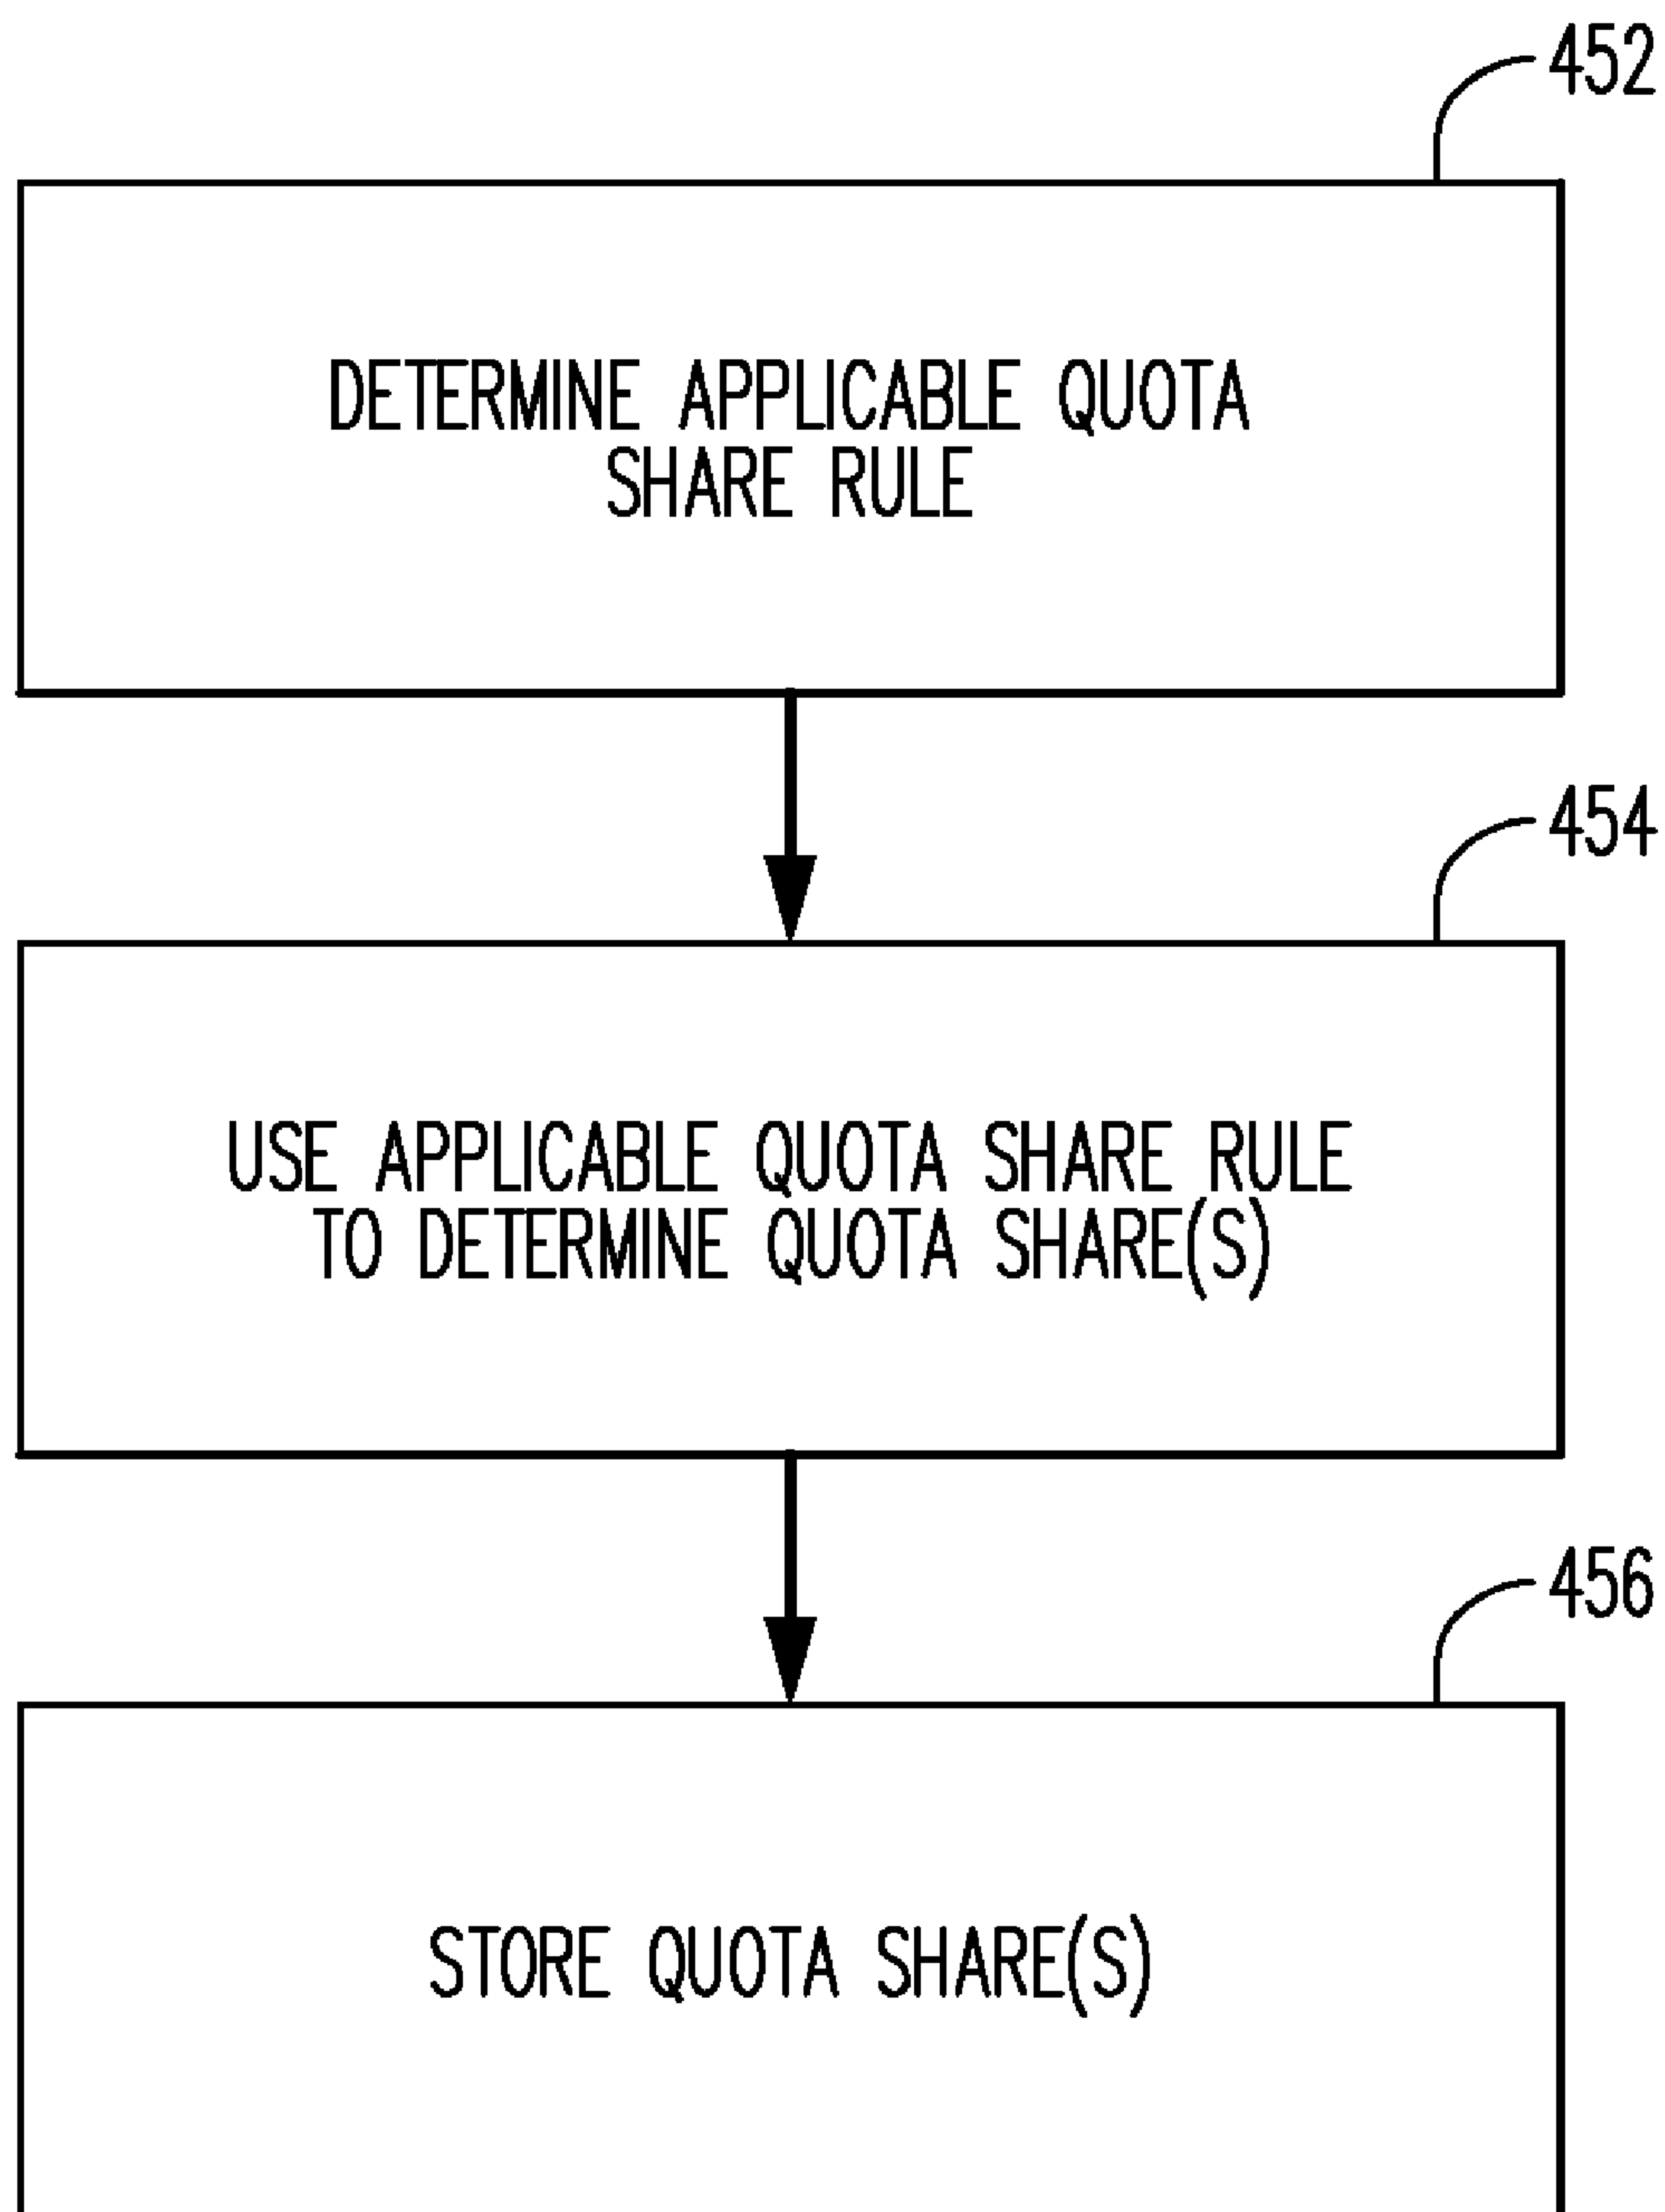 452
DETERMINE APPLICABLE QUOTA
SHARE RULE
454
USE APPLICABLE QUOTA SHARE RULE
TO DETERMINE QUOTA SHARE(S)
456
STORE QUOTA SHARE(S)